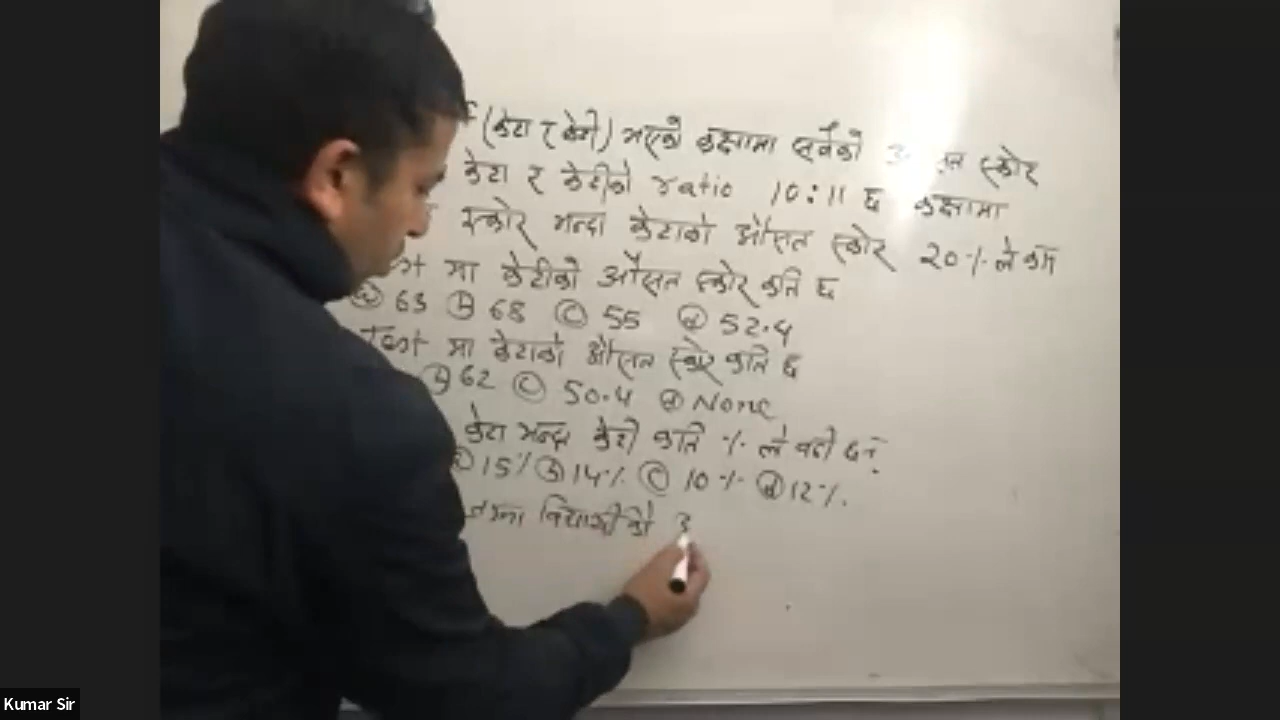 (केटा र केटी) भएको कक्षामा सबैको स्कोर
केटा र केटीको ratio 10:11 छ कक्षामा
स्कोर भन्दा केटाको औसत स्कोर 20% ले कम
मा केटीको औसत स्कोर कति छ
63 ⓑ 68 ⓒ 55 ⓓ 52.4
Test मा केटाको औसत स्कोर कति छ
ⓑ 62 ⓒ 50.4 ⓓ None
केटा भन्दा केटी कति % ले बढी छन्
15% ⓑ 14% ⓒ 10% ⓓ 12%
विद्यार्थीको
Kumar Sir